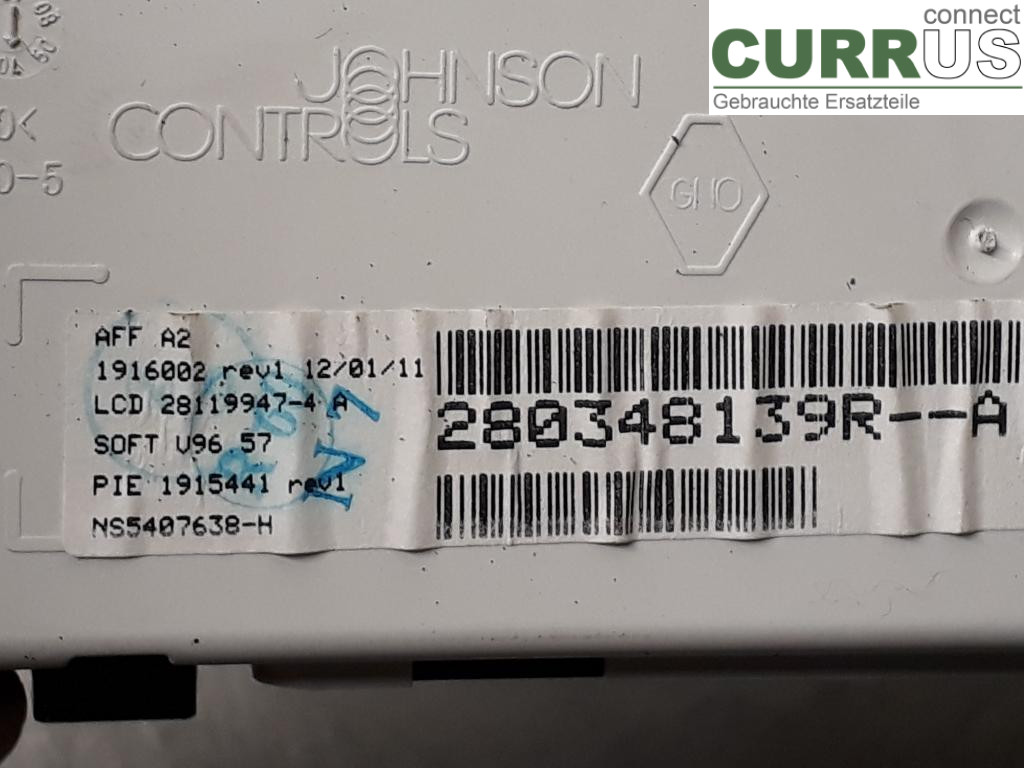 connect
CURRUS
Gebrauchte Ersatzteile
JOHNSON
CONTROLS
GHO
0-5
AFF A2
1916002 rev1 12/01/11
LCD 28119947-4 A
SOFT V96 57
PIE 1915441 rev1
NS5407638-H
280348139R--A